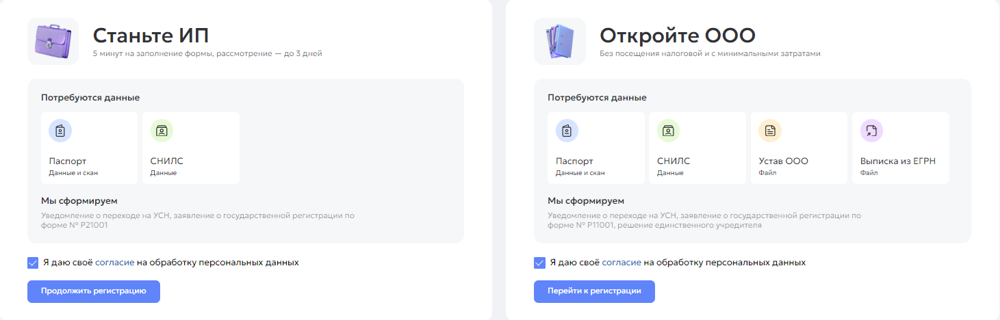 Станьте ИП
5 минут на заполнение формы, рассмотрение — до 3 дней
Потребуются данные
Паспорт
Данные и скан
СНИЛС
Данные
Мы сформируем
Уведомление о переходе на УСН, заявление о государственной регистрации по
форме № Р21001
Я даю своё согласие на обработку персональных данных
Продолжить регистрацию
Откройте ООО
Без посещения налоговой и с минимальными затратами
Потребуются данные
Паспорт
Данные и скан
СНИЛС
Данные
Устав ООО
Файл
Выписка из ЕГРН
Файл
Мы сформируем
Уведомление о переходе на УСН, заявление о государственной регистрации по
форме № Р11001, решение единственного учредителя
Я даю своё согласие на обработку персональных данных
Перейти к регистрации